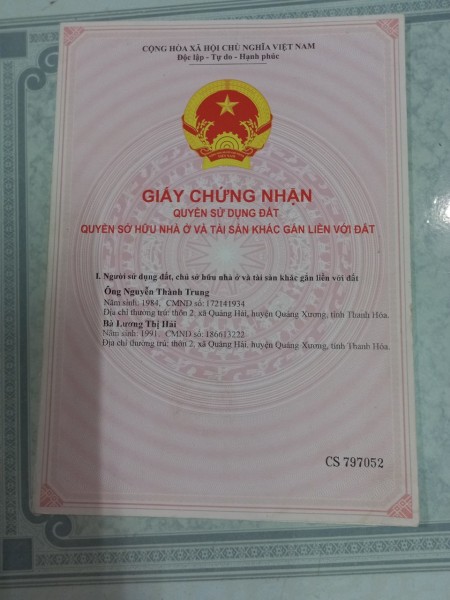 CỘNG HÒA XÃ HỘI CHỦ NGHĨA VIỆT NAM
Độc lập - Tự do - Hạnh phúc
GIẤY CHỨNG NHẬN
QUYỀN SỬ DỤNG ĐẤT
QUYỀN SỞ HỮU NHÀ Ở VÀ TÀI SẢN KHÁC GẮN LIỀN VỚI ĐẤT
I. Người sử dụng đất, chủ sở hữu nhà ở và tài sản khác gắn liền với đất
Ông Nguyễn Thành Trung
Năm sinh: 1984, CMND số: 172141934
Địa chỉ thường trú: thôn 2, xã Quảng Hải, huyện Quảng Xương, tỉnh Thanh Hóa.
Bà Lương Thị Hải
Năm sinh: 1991, CMND số: 186613222
Địa chỉ thường trú: thôn 2, xã Quảng Hải, huyện Quảng Xương, tỉnh Thanh Hóa.
CS 797052